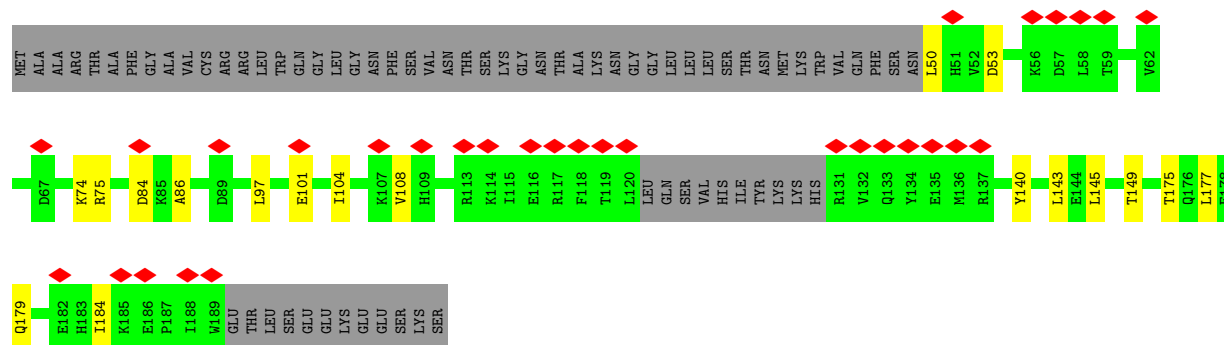 MET ALA ALA ARG THR ALA PHE GLY ALA VAL CYS ARG ARG LEU TRP GLN GLY LEU GLY ASN PHE SER VAL ASN THR SER LYS GLY ASN THR ALA LYS ASN GLY GLY LEU LEU LEU SER THR ASN MET LYS TRP VAL GLN PHE SER ASN L50 H51 V52 D53 K56 D57 L58 T59 V62
D67 K74 R75 D84 K85 A86 D89 L97 E101 I104 K107 V108 H109 R113 K114 I115 E116 R117 F118 T119 L120 LEU GLN SER VAL HIS ILE TYR LYS LYS HIS R131 V132 Q133 Y134 E135 M136 R137 Y140 L143 E144 L145 T149 T175 Q176 L177
Q179 E182 H183 I184 K185 E186 P187 I188 W189 GLU THR LEU SER GLU GLU LYS GLU GLU SER LYS SER